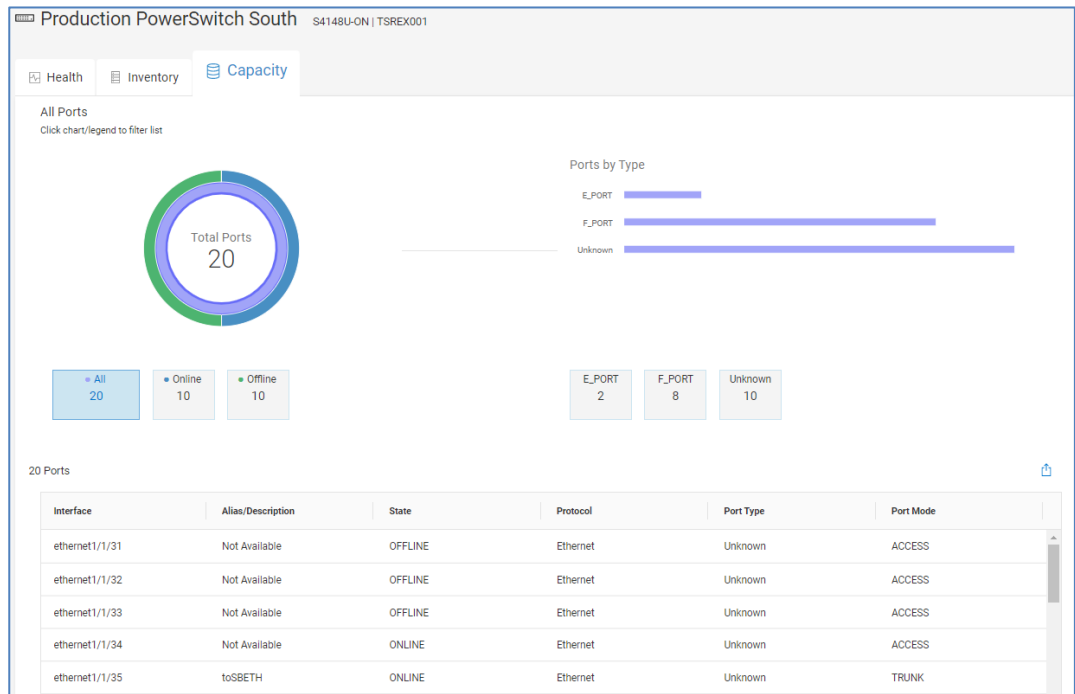 Production PowerSwitch South S4148U-ON | TSREX001
Health Inventory Capacity
All Ports
Click chart/legend to filter list
Total Ports
20
Ports by Type
E_PORT
F_PORT
Unknown
All Online Offline
20 10 10
E_PORT F_PORT Unknown
2 8 10
20 Ports
Interface Alias/Description State Protocol Port Type Port Mode
ethernet1/1/31 Not Available OFFLINE Ethernet Unknown ACCESS
ethernet1/1/32 Not Available OFFLINE Ethernet Unknown ACCESS
ethernet1/1/33 Not Available OFFLINE Ethernet Unknown ACCESS
ethernet1/1/34 Not Available ONLINE Ethernet Unknown ACCESS
ethernet1/1/35 toSBETH ONLINE Ethernet Unknown TRUNK